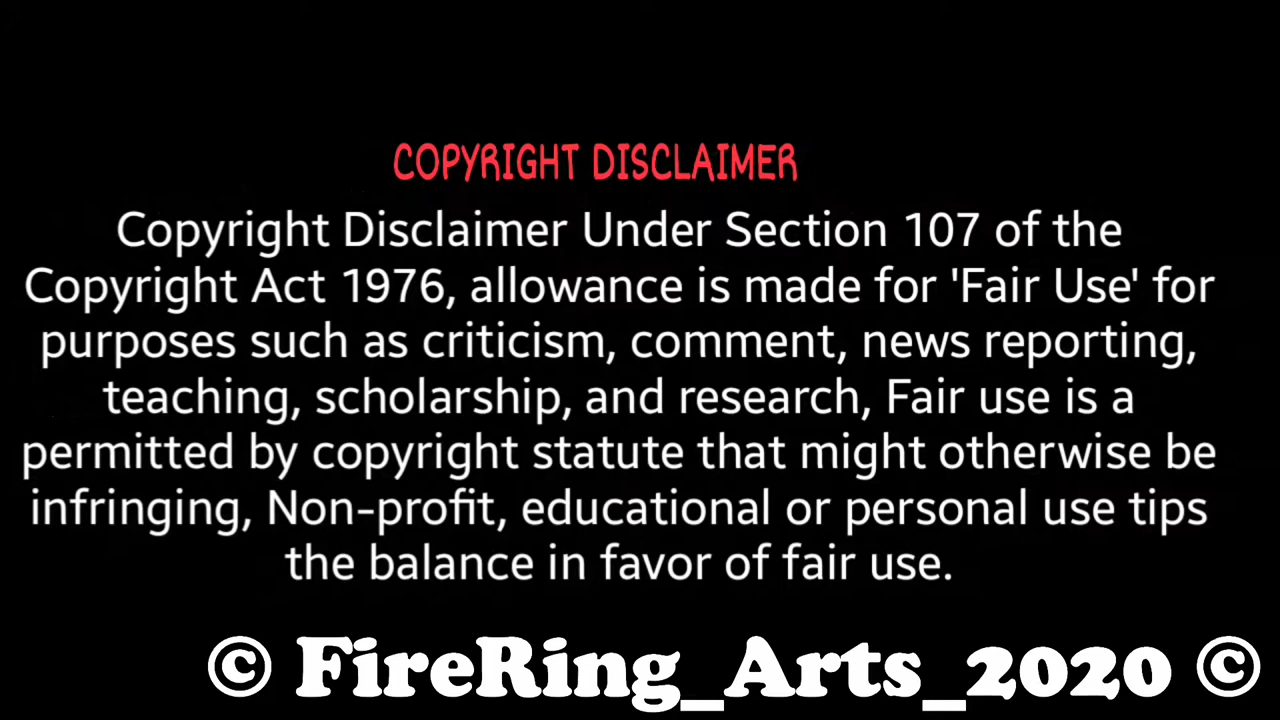 COPYRIGHT DISCLAIMER
Copyright Disclaimer Under Section 107 of the
Copyright Act 1976, allowance is made for 'Fair Use' for
purposes such as criticism, comment, news reporting,
teaching, scholarship, and research, Fair use is a
permitted by copyright statute that might otherwise be
infringing, Non-profit, educational or personal use tips
the balance in favor of fair use.
© FireRing_Arts_2020 ©